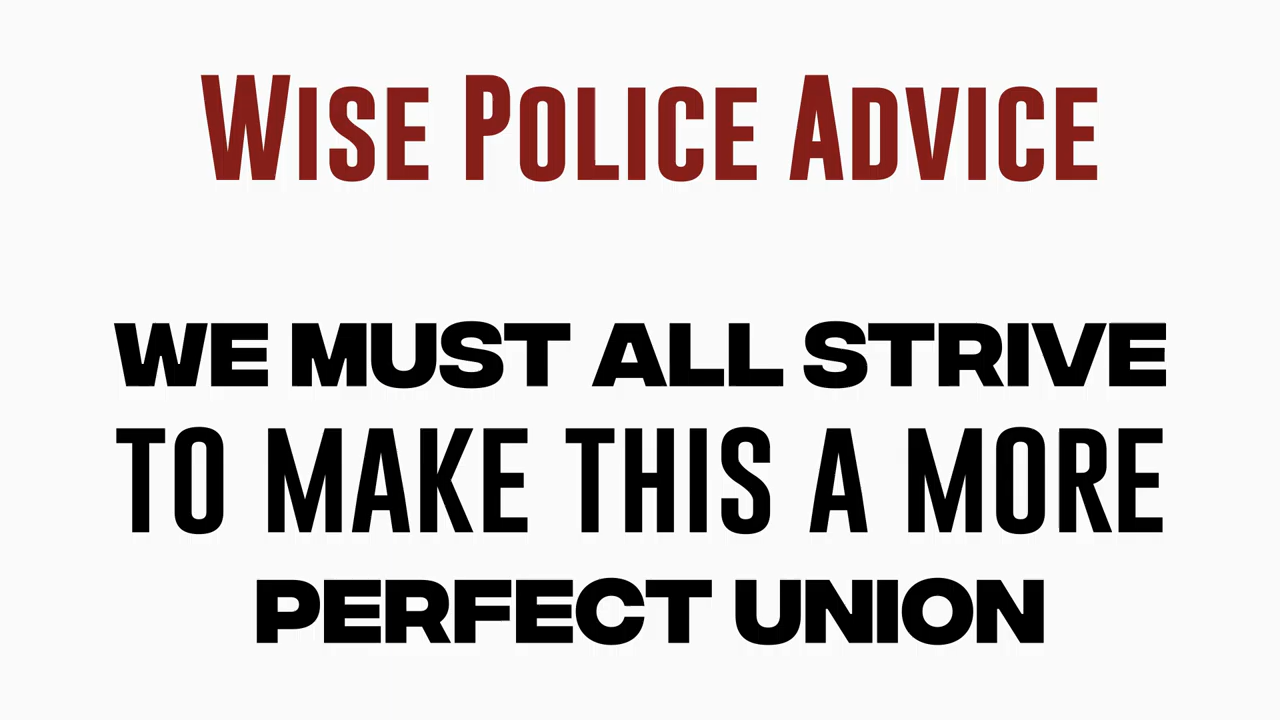 Wise Police Advice
WE MUST ALL STRIVE
TO MAKE THIS A MORE
PERFECT UNION